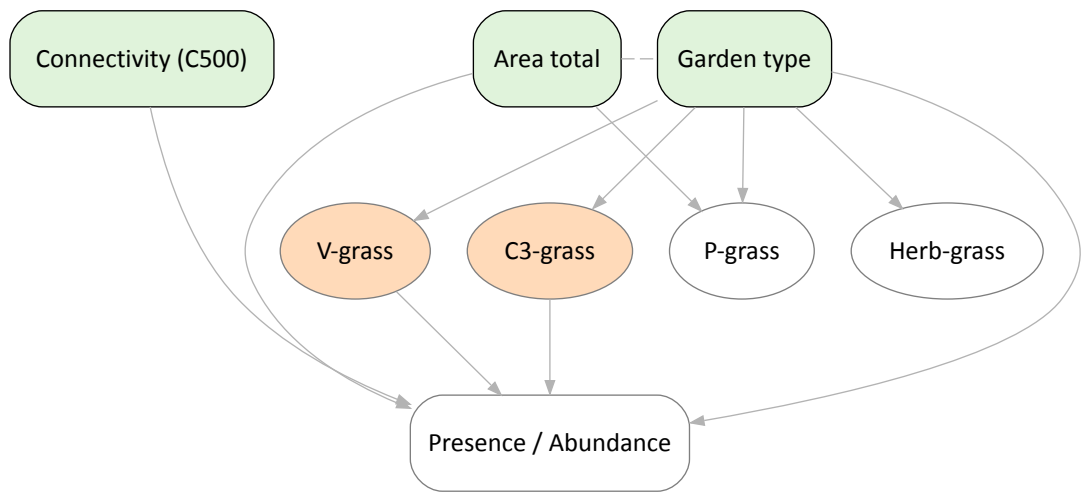 Connectivity (C500)
Area total
Garden type
V-grass
C3-grass
P-grass
Herb-grass
Presence / Abundance